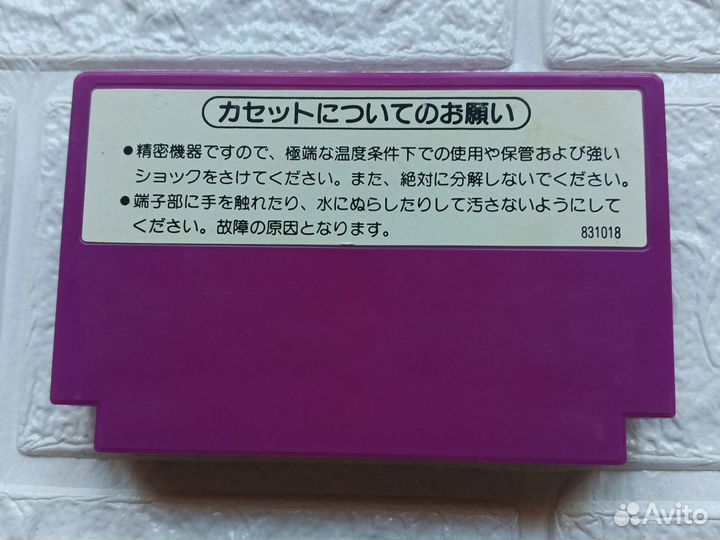 カセットについてのお願い
●精密機器ですので、極端な温度条件下での使用や保管および強い
ショックをさけてください。また、絶対に分解しないでください。
●端子部に手を触れたり、水にぬらしたりして汚さないようにして
ください。故障の原因となります。
831018
Avito